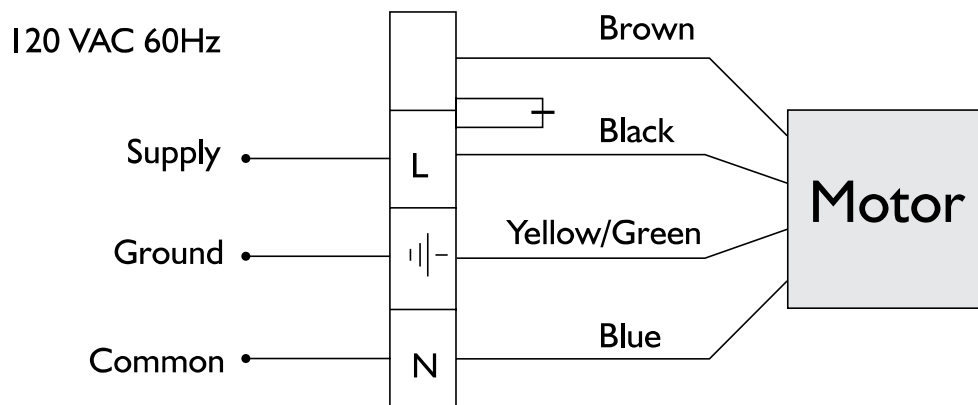 120 VAC 60Hz
Brown
Supply
L
Black
Motor
Ground
Yellow/Green
Common
N
Blue